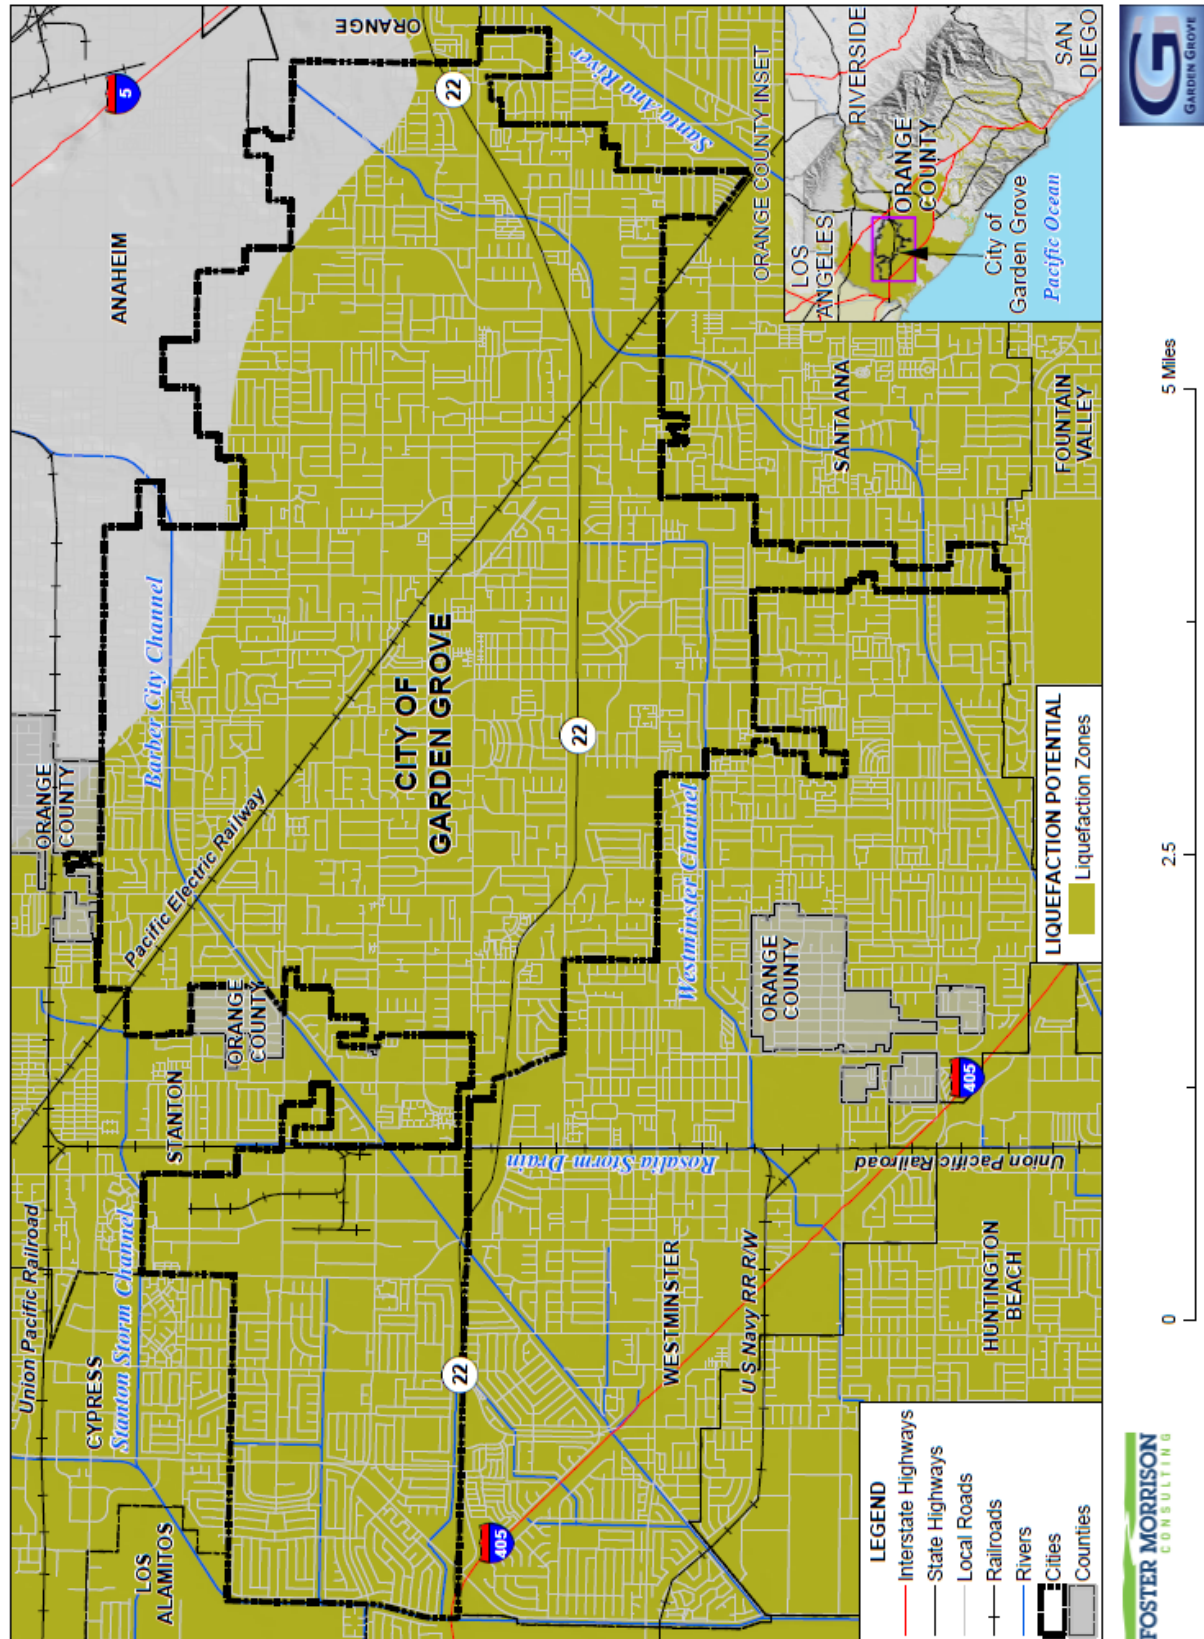 ORANGE
5
ANAHEIM
22
Santa Ana River
ORANGE COUNTY INSET
RIVERSIDE
SAN
DIEGO
LOS
ANGELES
ORANGE
COUNTY
City of
Garden Grove
Pacific Ocean
G
GARDEN GROVE
ORANGE
COUNTY
Barber City Channel
Pacific Electric Railway
CITY OF
GARDEN GROVE
22
SANTA ANA
FOUNTAIN
VALLEY
ORANGE
COUNTY
STANTON
Westminster Channel
ORANGE
COUNTY
405
LIQUEFACTION POTENTIAL
Liquefaction Zones
Union Pacific Railroad
CYPRESS
Stanton Storm Channel
LOS
ALAMITOS
Rosalia Storm Drain
Union Pacific Railroad
22
405
WESTMINSTER
U S Navy RR R/W
HUNTINGTON
BEACH
LEGEND
Interstate Highways
State Highways
Local Roads
Railroads
Rivers
Cities
Counties
0
2.5
5 Miles
FOSTER MORRISON
CONSULTING